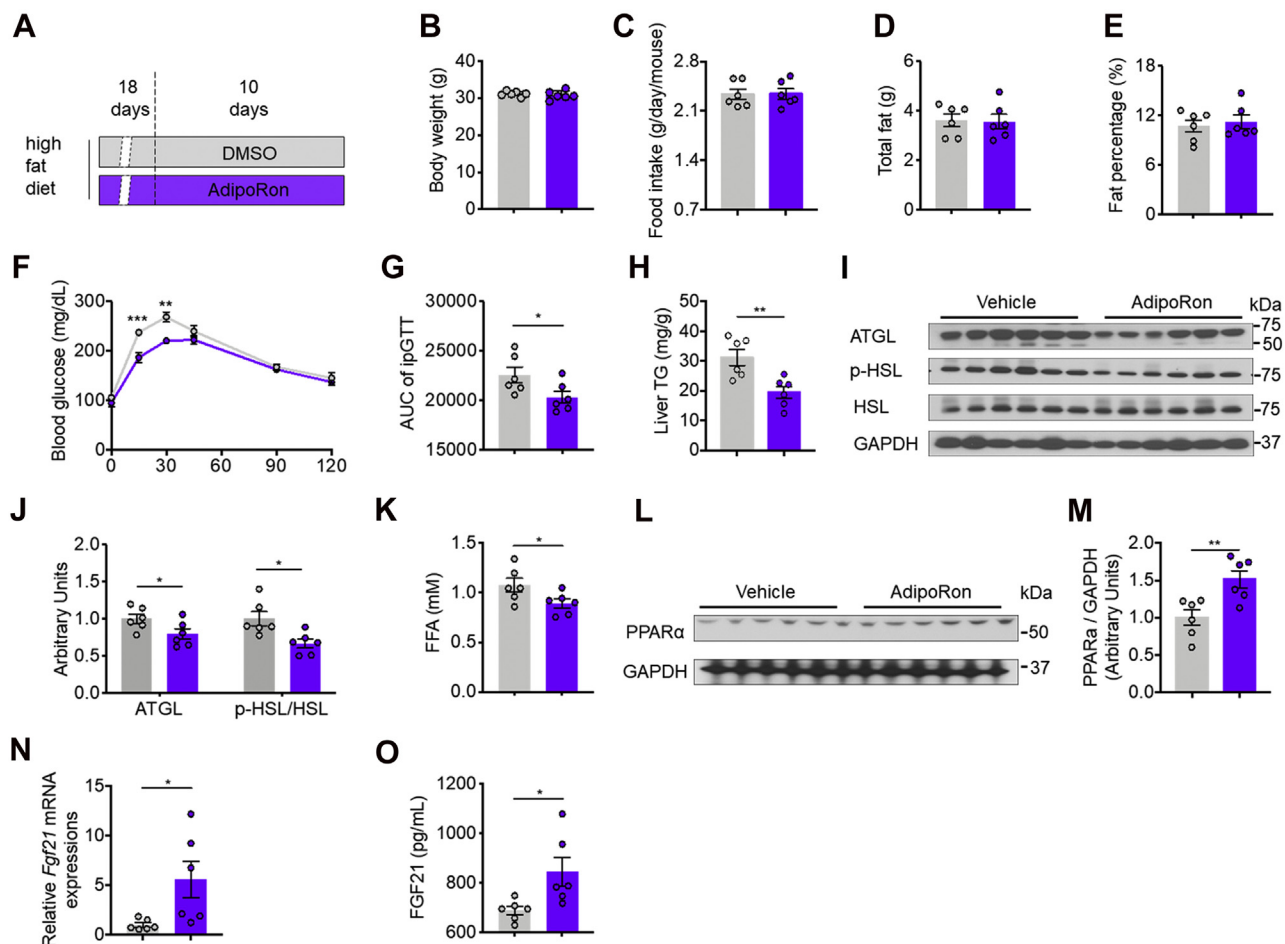 A
18
days
10
days
high
fat
diet
DMSO
AdipoRon
B
Body weight (g)
40
30
20
10
0
C
Food intake (g/day/mouse)
2.8
2.1
1.4
0.7
D
Total fat (g)
6
4
2
0
E
Fat percentage (%)
18
12
6
0
F
Blood glucose (mg/dL)
300
200
100
0
*** **
0 30 60 90 120
G
AUC of ipGTT
30000
25000
20000
15000
*
H
Liver TG (mg/g)
50
40
30
20
10
0
**
I
Vehicle AdipoRon kDa
ATGL -75
-50
p-HSL -75
HSL -75
GAPDH -37
J
Arbitrary Units
2.0
1.5
1.0
0.5
0.0
* *
ATGL p-HSL/HSL
K
FFA (mM)
1.5
1.0
0.5
0.0
*
L
Vehicle AdipoRon kDa
PPARα -50
GAPDH -37
M
PPARa / GAPDH
(Arbitrary Units)
2.0
1.5
1.0
0.5
0.0
**
N
Relative Fgf21 mRNA
expressions
15
10
5
0
*
O
FGF21 (pg/mL)
1200
1000
800
600
*